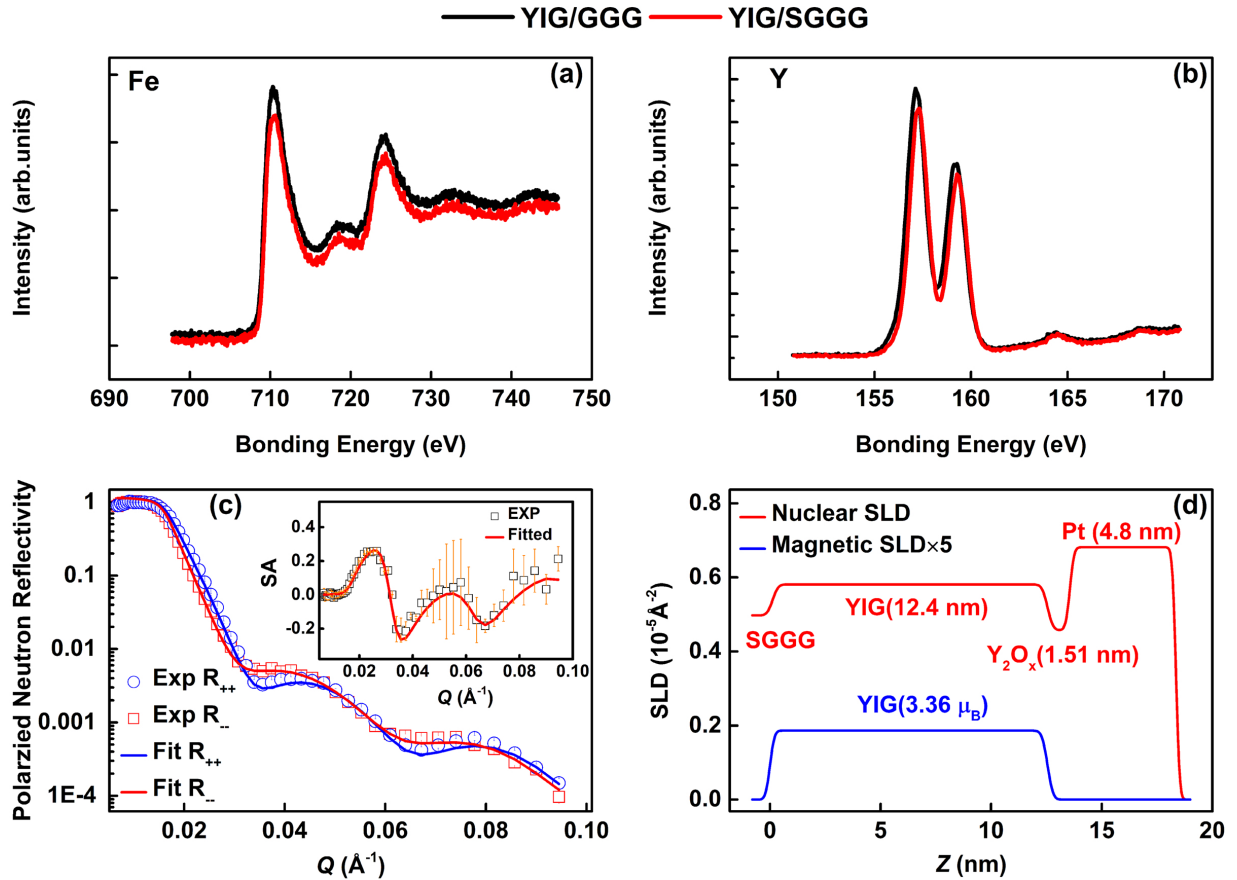 YIG/GGG YIG/SGGG
Fe
(a)
Intensity (arb.units)
690 700 710 720 730 740 750
Bonding Energy (eV)
Y
(b)
Intensity (arb.units)
150 155 160 165 170
Bonding Energy (eV)
(c)
Polarzied Neutron Reflectivity
1
0.1
0.01
0.001
1E-4
Exp R++
Exp R--
Fit R++
Fit R--
0.02 0.04 0.06 0.08 0.10
Q (Å-1)
EXP
Fitted
SA
0.4
0.2
0.0
-0.2
0.02 0.04 0.06 0.08 0.10
Q (Å-1)
(d)
Nuclear SLD
Magnetic SLD×5
Pt (4.8 nm)
YIG(12.4 nm)
SGGG
Y2Ox(1.51 nm)
YIG(3.36 μB)
SLD (10-5Å-2)
0.8
0.6
0.4
0.2
0.0
0 5 10 15 20
Z (nm)